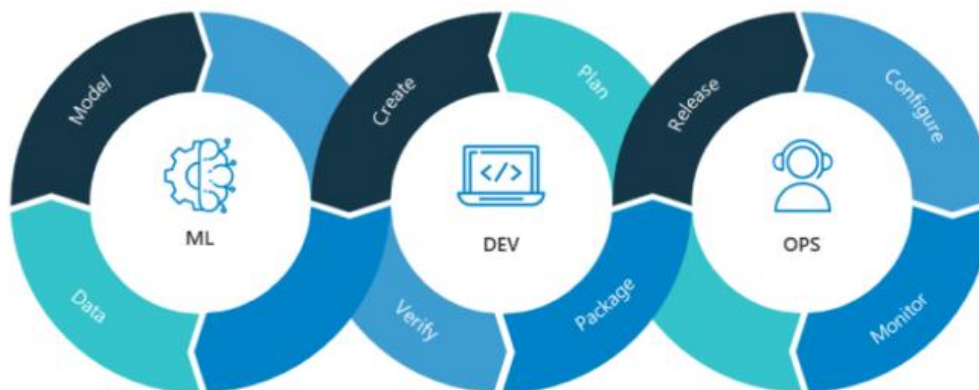 Model
Data
ML
Create
Plan
Verify
Package
</>
DEV
Release
Configure
Monitor
OPS